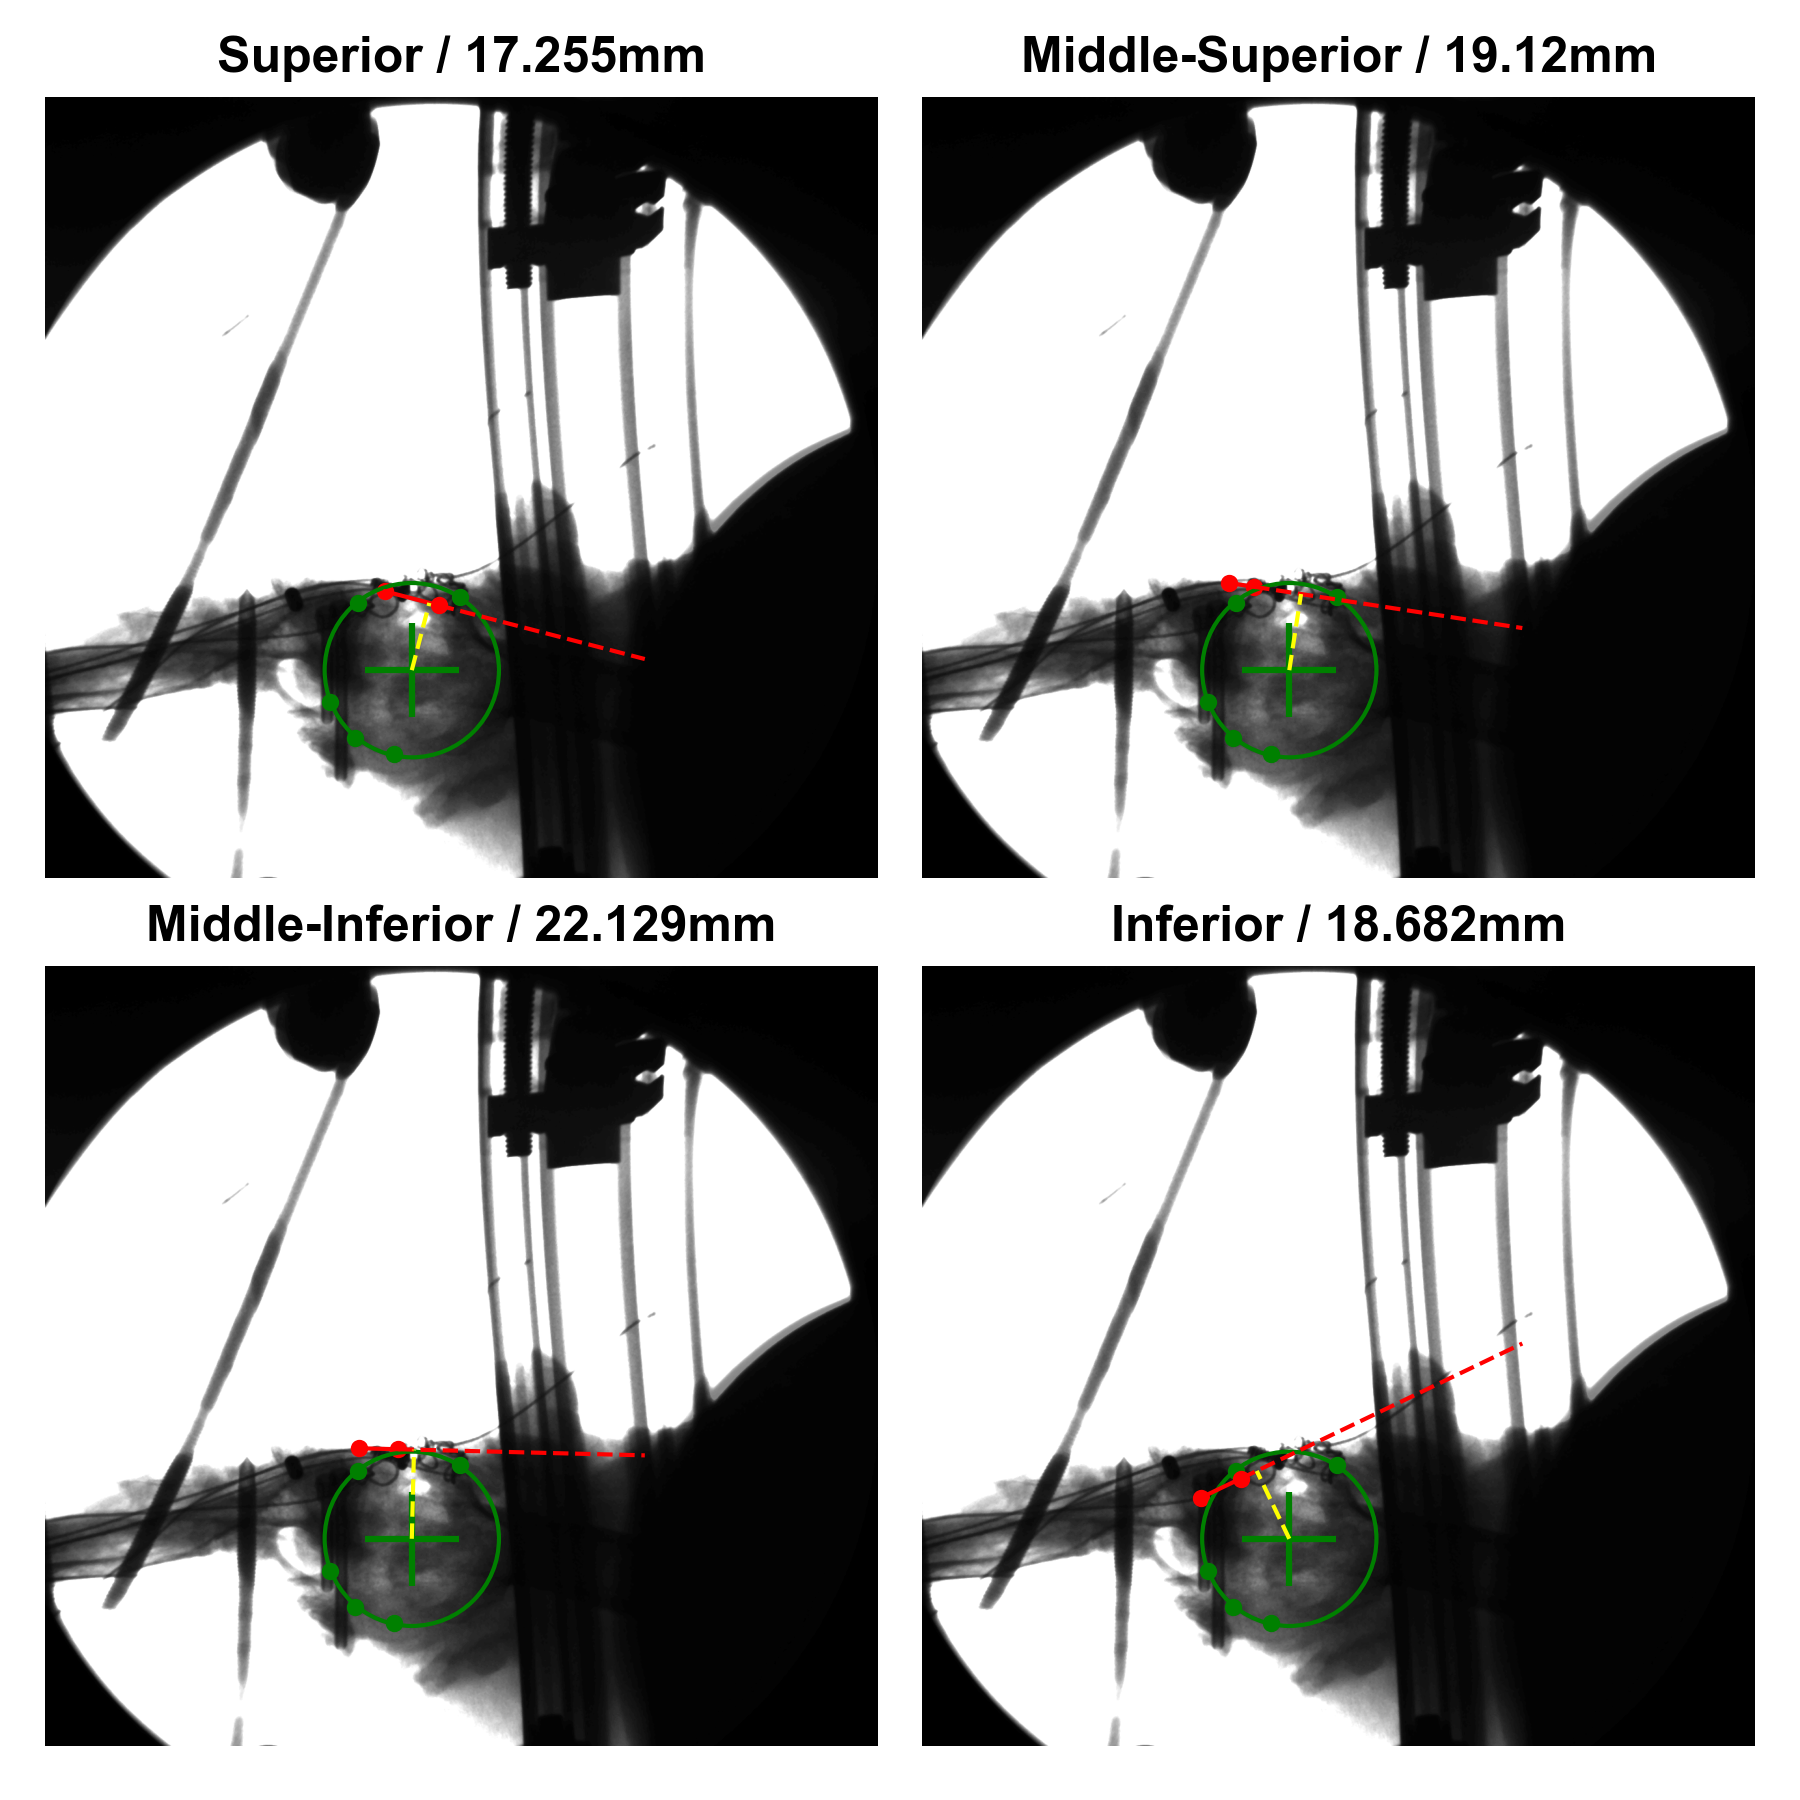 Superior / 17.255mm
Middle-Superior / 19.12mm
Middle-Inferior / 22.129mm
Inferior / 18.682mm